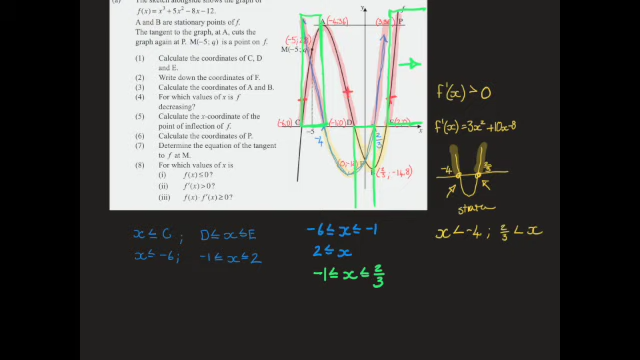 The sketch alongside shows the graph of
f(x) = x³ + 5x² − 8x − 12.
A and B are stationary points of f.
The tangent to the graph, at A, cuts the
graph again at P. M(−5; q) is a point on f.
(1) Calculate the coordinates of C, D
and E.
(2) Write down the coordinates of F.
(3) Calculate the coordinates of A and B.
(4) For which values of x is f
decreasing?
(5) Calculate the x-coordinate of the
point of inflection of f.
(6) Calculate the coordinates of P.
(7) Determine the equation of the tangent
to f at M.
(8) For which values of x is
(i) f(x) ≤ 0?
(ii) f′(x) > 0?
(iii) f(x) · f′(x) ≥ 0?
A
P
f
M(−5; q)
(-6;0) C
-5
-4
(-1;0) D
2/3
x
(2/3; -14,8)
f'(x) > 0
f'(x) = 3x² + 10x - 8
-4
2/3
x < -4 ; 2/3 < x
x ≤ C ; D ≤ x ≤ E
x ≤ -6 ; -1 ≤ x ≤ 2
-6 ≤ x ≤ -1
2 ≤ x
-1 ≤ x ≤ 2/3